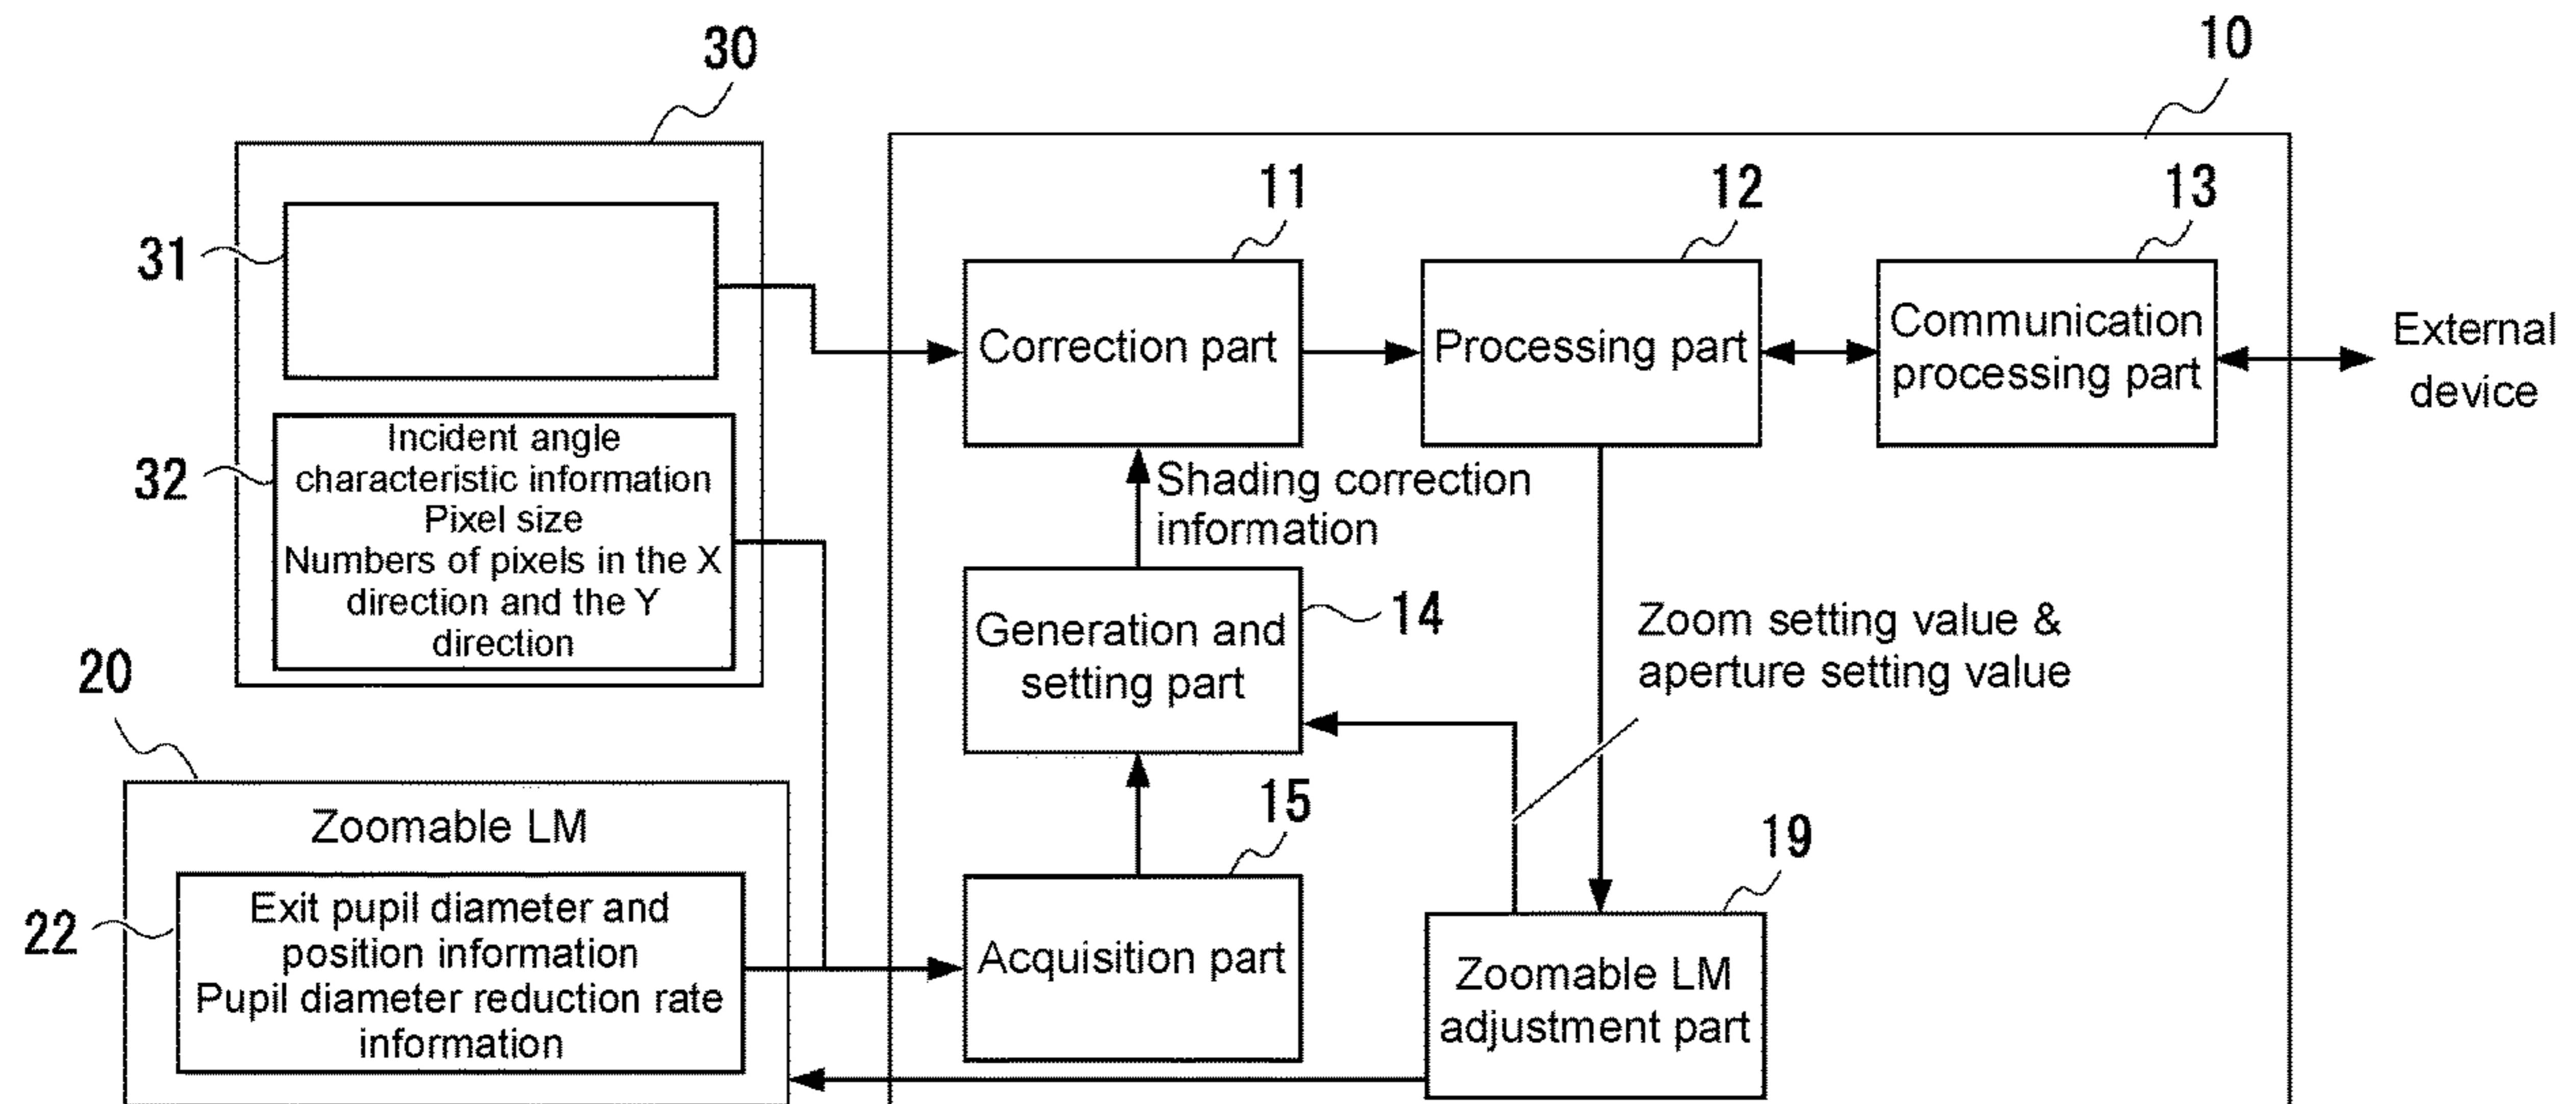 30
10
31
11
12
13
Correction part
Processing part
Communication
processing part
External
device
32
Incident angle
characteristic information
Pixel size
Numbers of pixels in the X
direction and the Y
direction
Shading correction
information
Generation and
setting part
14
Zoom setting value &
aperture setting value
20
Zoomable LM
22
Exit pupil diameter and
position information
Pupil diameter reduction rate
information
15
Acquisition part
19
Zoomable LM
adjustment part